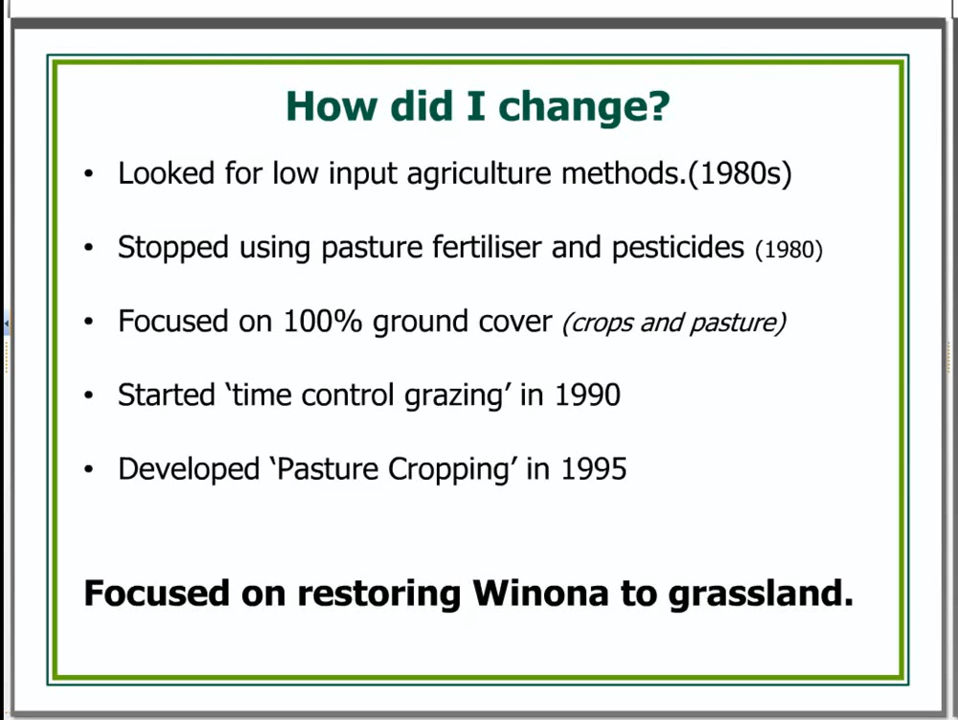 How did I change?
• Looked for low input agriculture methods.(1980s)
• Stopped using pasture fertiliser and pesticides (1980)
• Focused on 100% ground cover (crops and pasture)
• Started ‘time control grazing’ in 1990
• Developed ‘Pasture Cropping’ in 1995
Focused on restoring Winona to grassland.